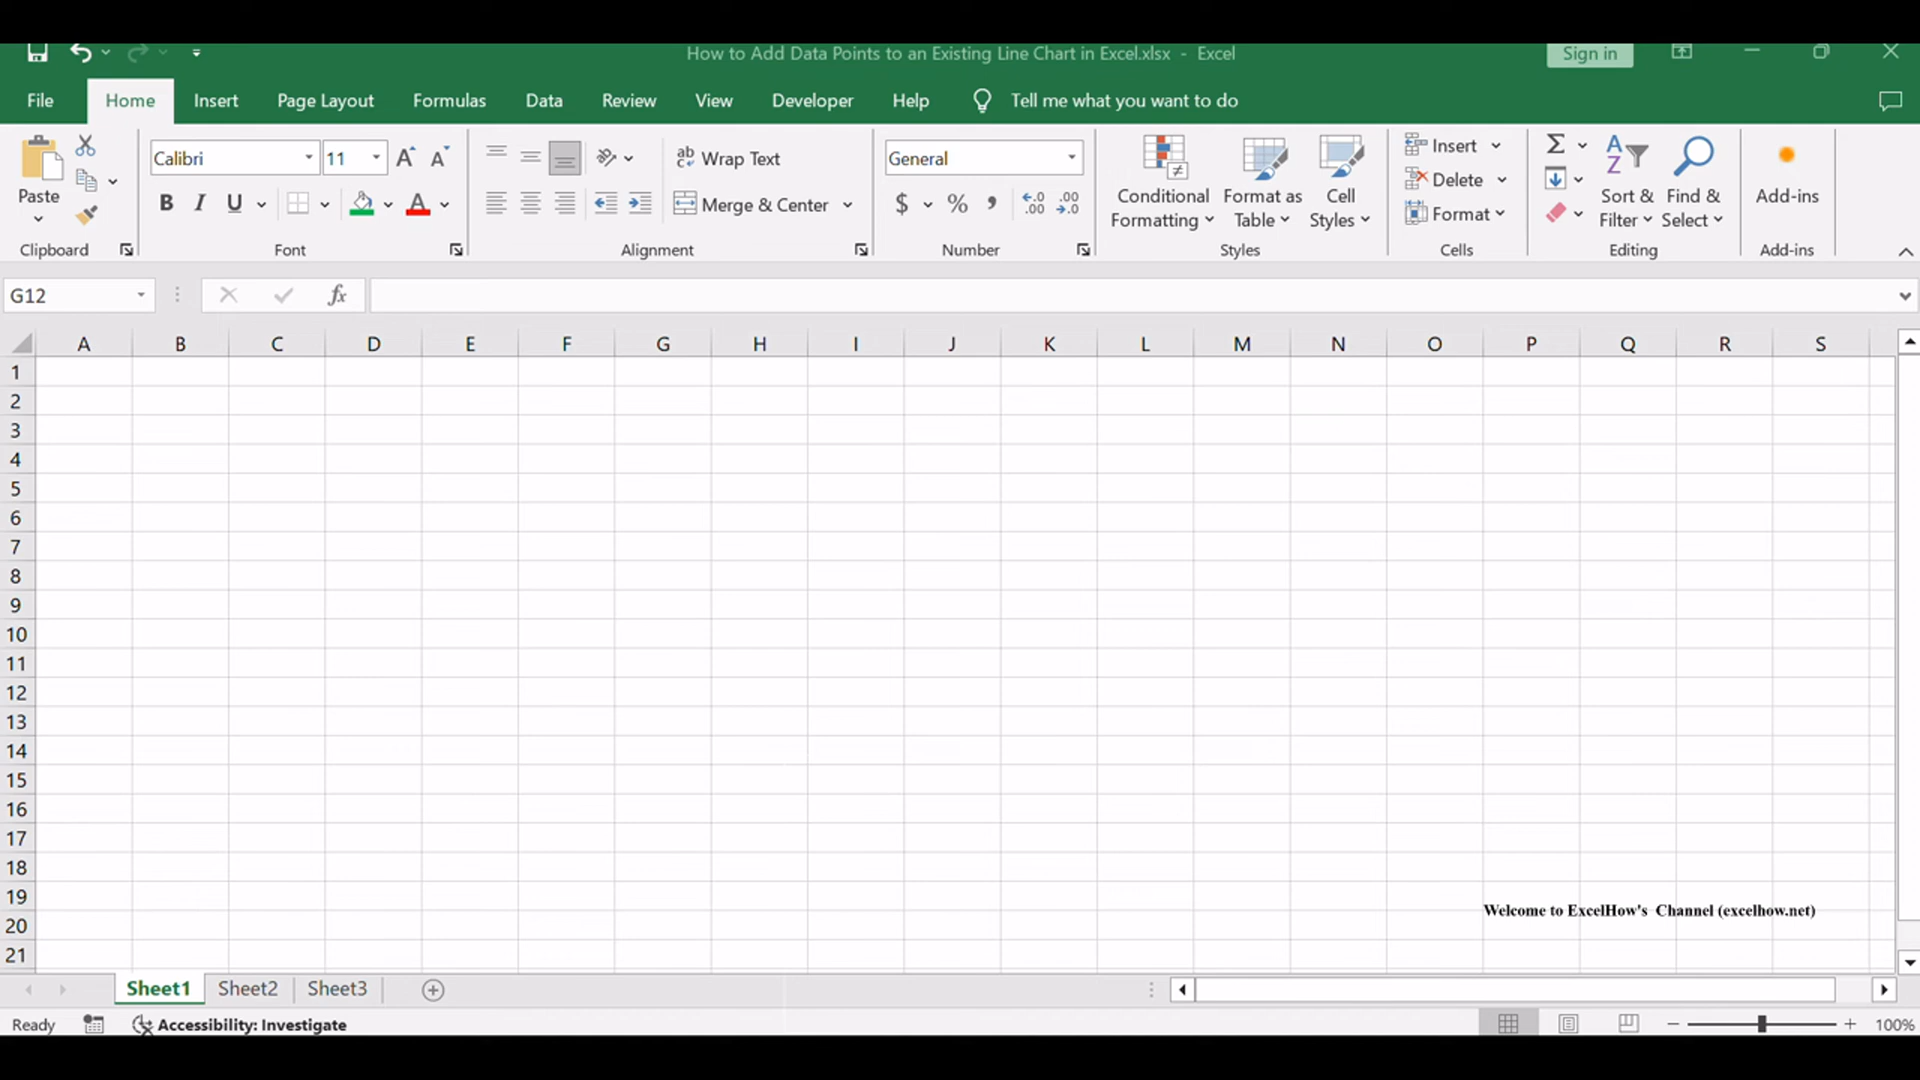 How to Add Data Points to an Existing Line Chart in Excel.xlsx - Excel
Sign in
File Home Insert Page Layout Formulas Data Review View Developer Help Tell me what you want to do
Paste
Clipboard
Calibri 11
B I U A
Font
ab Wrap Text
Merge & Center
Alignment
General
$ % , .0 .00 .00 .0
Number
Conditional Formatting
Format as Table
Cell Styles
Styles
Insert
Delete
Format
Cells
Σ
Sort & Filter
Find & Select
Editing
Add-ins
Add-ins
G12 fx
A B C D E F G H I J K L M N O P Q R S
1
2
3
4
5
6
7
8
9
10
11
12
13
14
15
16
17
18
19
Welcome to ExcelHow's Channel (excelhow.net)
20
21
Sheet1 Sheet2 Sheet3
Ready Accessibility: Investigate 100%